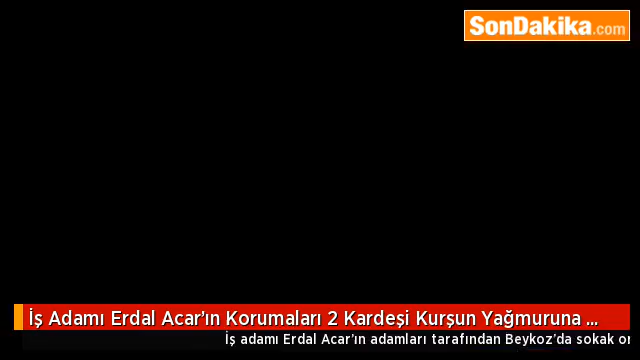 SonDakika.com
İş Adamı Erdal Acar'ın Korumaları 2 Kardeşi Kurşun Yağmuruna ...
İş adamı Erdal Acar'ın adamları tarafından Beykoz'da sokak or